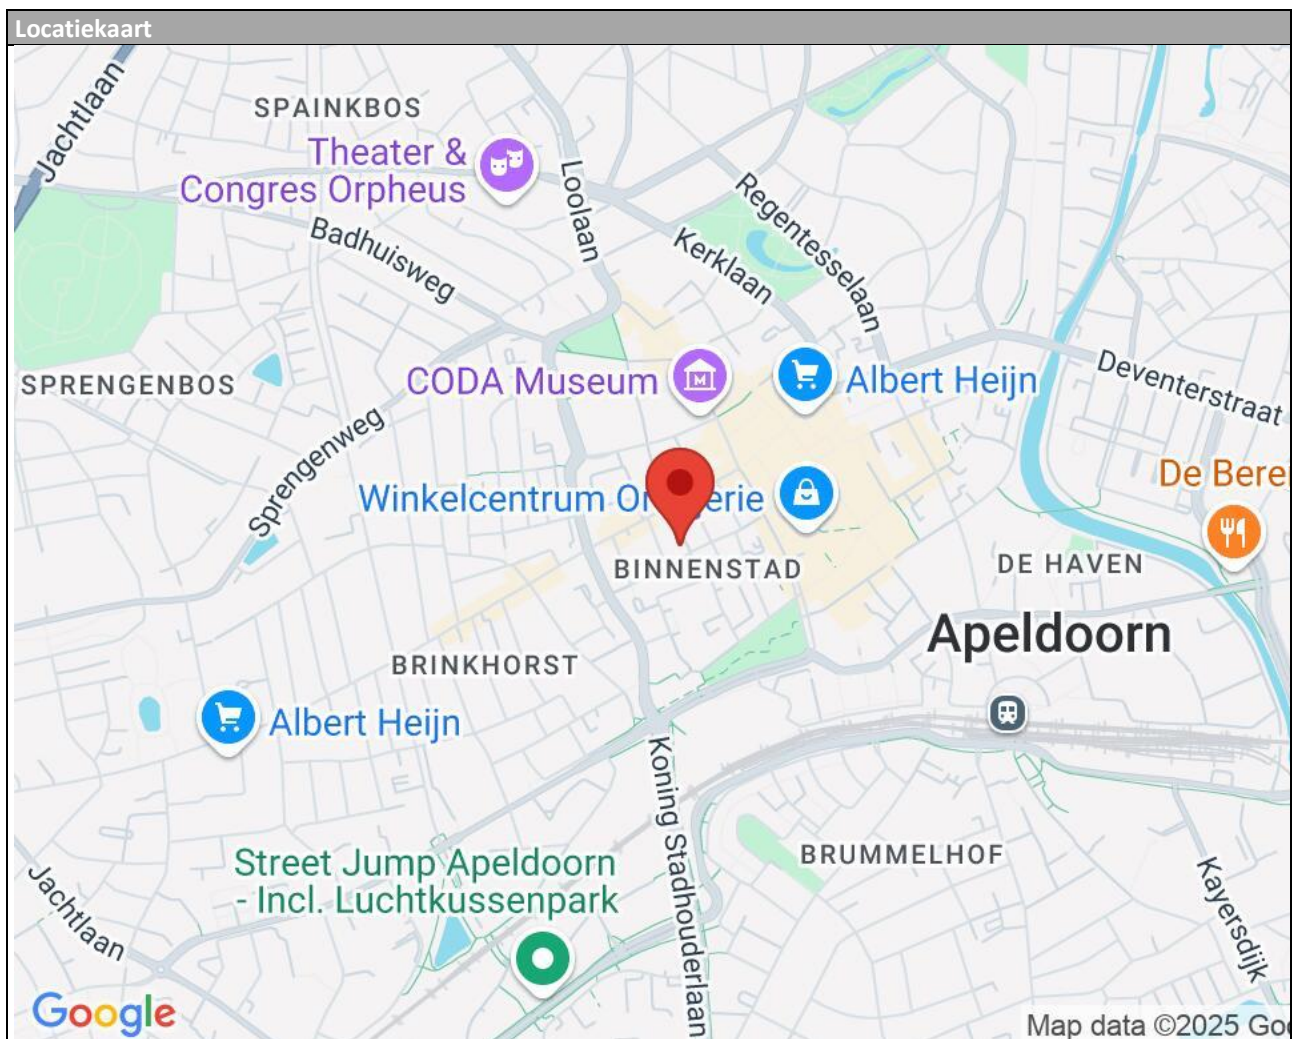 Locatiekaart
Jachtlaan
SPAINKBOS
Theater &
Congres Orpheus
Loolaan
Badhuisweg
Regentesselaan
Kerklaan
SPRENGENBOS
CODA Museum
Albert Heijn
Deventerstraat
Sprengenweg
De Bere
Winkelcentrum Or erie
BINNENSTAD
DE HAVEN
Apeldoorn
BRINKHORST
Albert Heijn
Koning Stadhouderlaan
Street Jump Apeldoorn
- Incl. Luchtkussenpark
BRUMMELHOF
Kayersdijk
Jachtlaan
Google
Map data ©2025 Goo